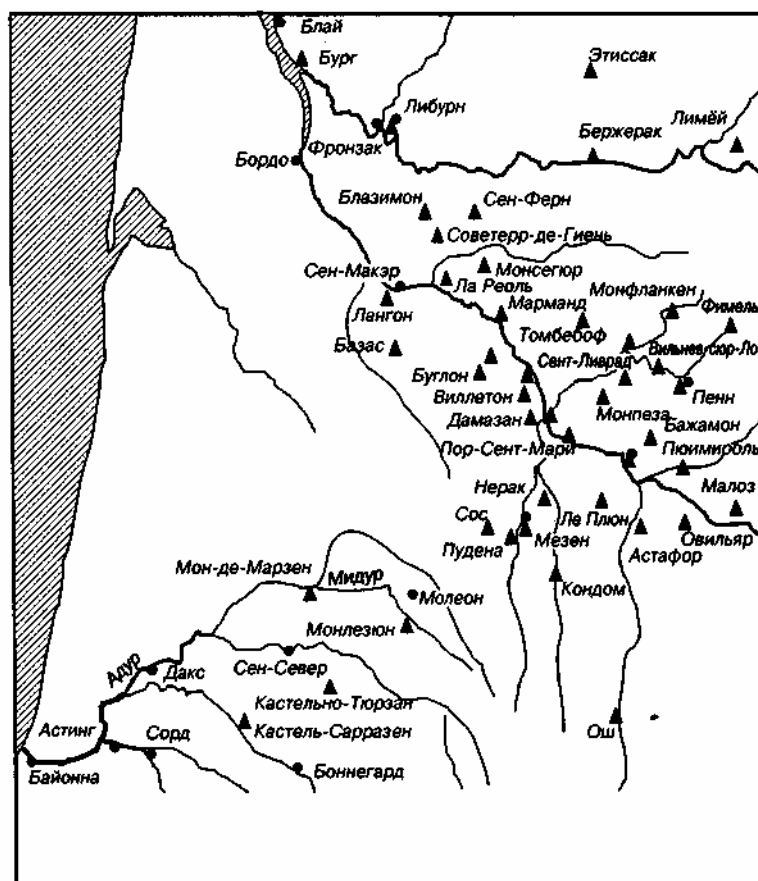 Блай
Бург
Этиссак
Либурн
Лимёй
Фронзак
Бержерак
Бордо
Блазимон
Сен-Ферн
Советерр-де-Гиень
Сен-Макэр
Монсегюр
Ла Реоль
Лангон
Марманд
Монфланкен
Фимель
Томбебоф
Базас
Сент-Ливрад
Вильнев-сюр-Ло
Буглон
Виллетон
Пенн
Дамазан
Монпеза
Бажамон
Пор-Сент-Мари
Пюимироль
Нерак
Малоз
Сос
Ле Плюн
Пудена
Мезен
Овильяр
Астафор
Мон-де-Марзен
Мидур
Молеон
Кондом
Монлезюн
Адур
Дакс
Сен-Север
Кастельно-Тюрзан
Астинг
Сорд
Кастель-Сарразен
Ош
Байонна
Боннегард